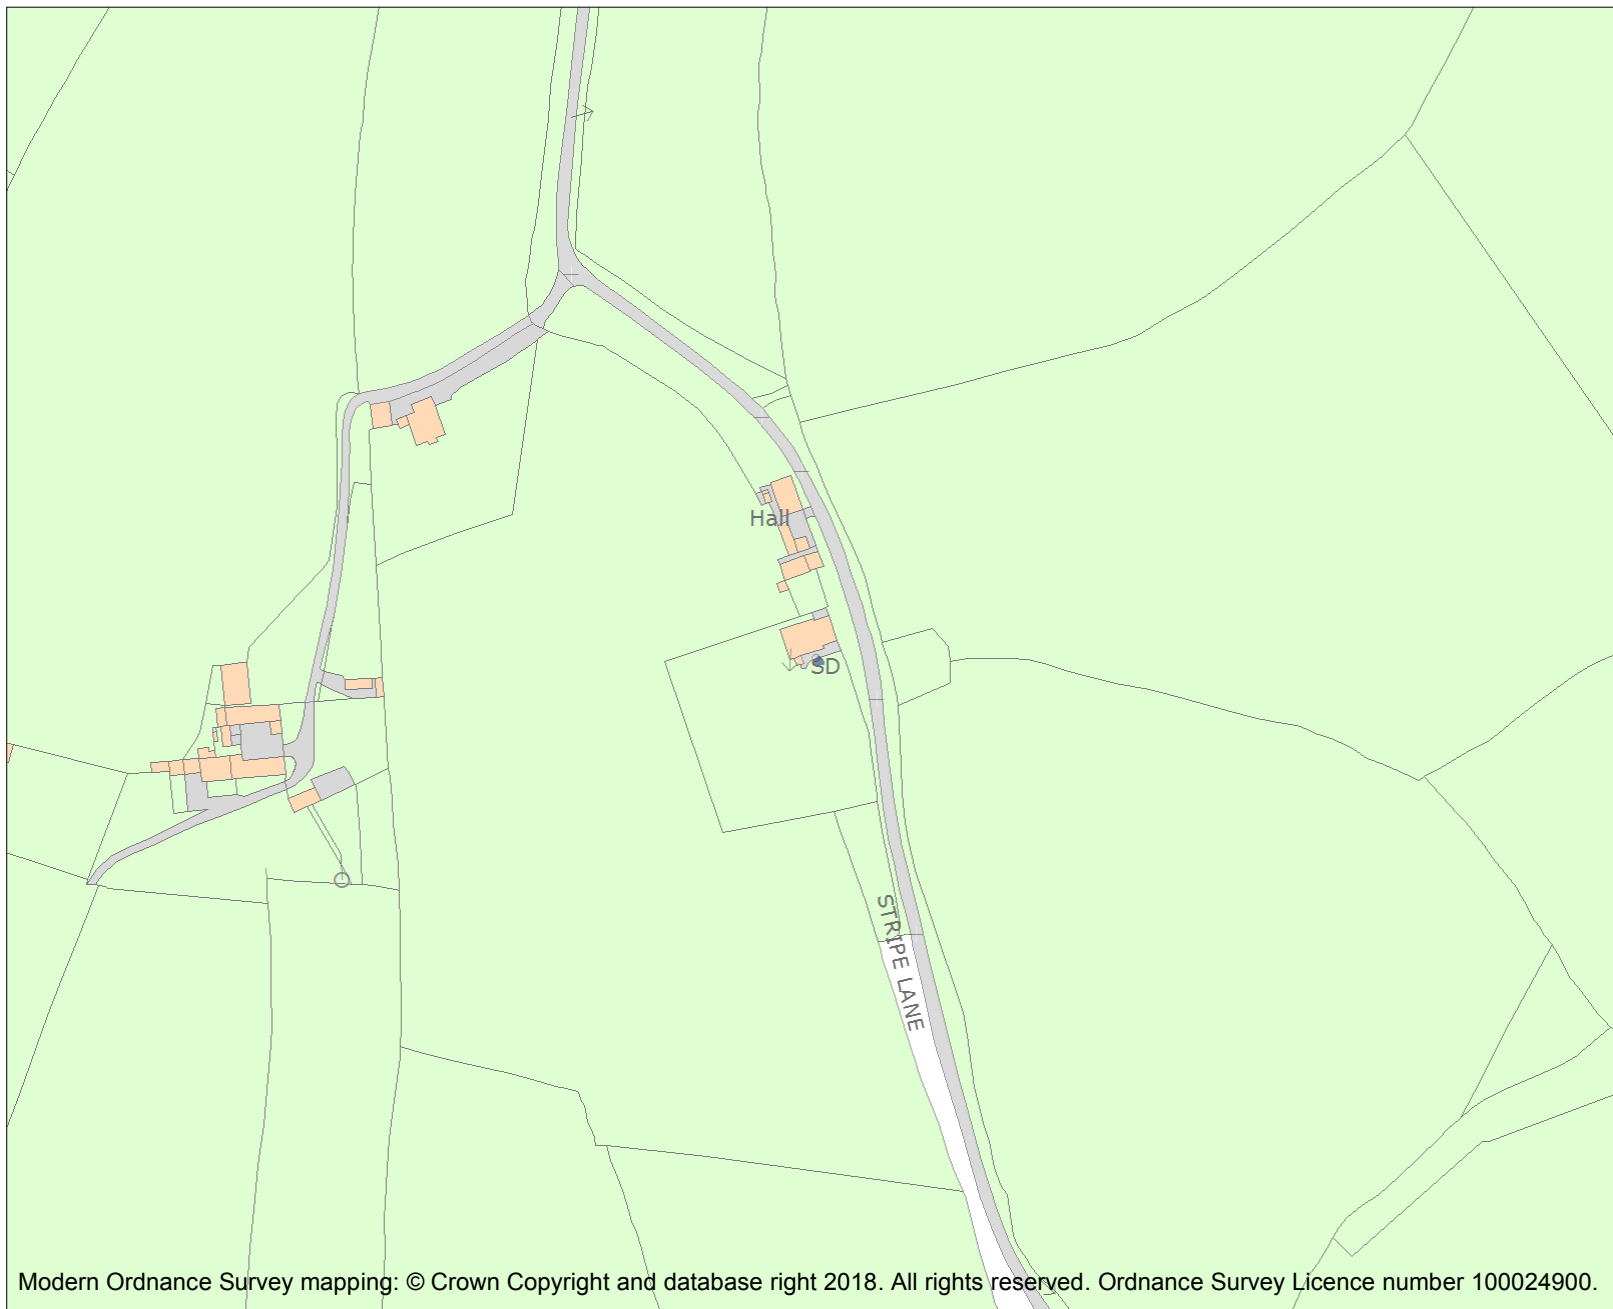 Hall
SD
STRIPE LANE
Modern Ordnance Survey mapping: © Crown Copyright and database right 2018. All rights reserved. Ordnance Survey Licence number 100024900.